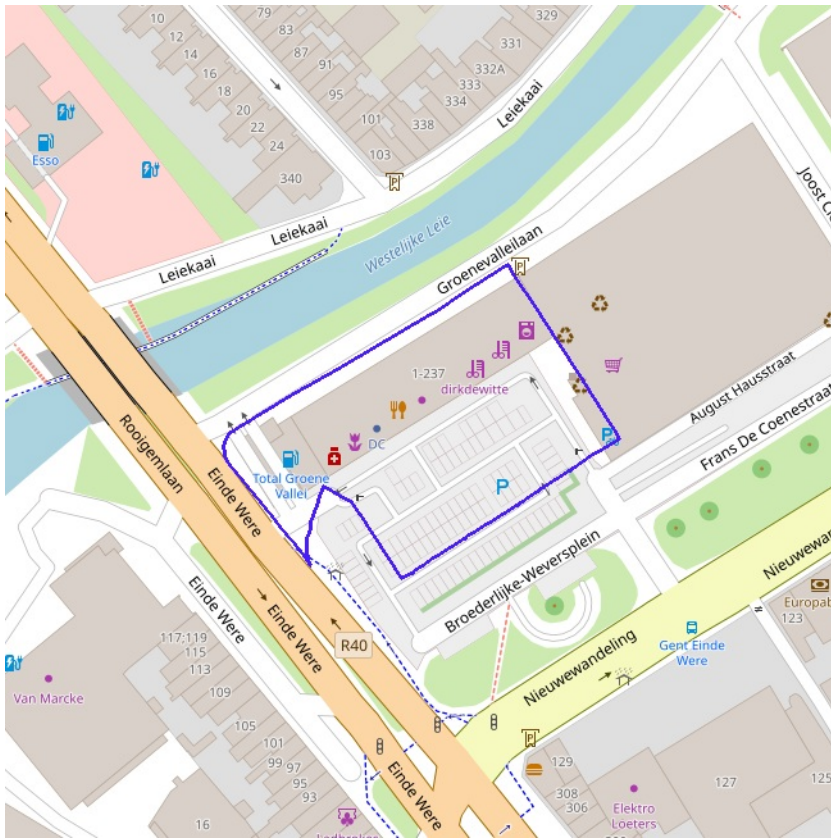 329
10
83
12
14
87
331
91
332A
16
333
18
95
334
20
101
338
22
Leiekaai
24
103
Esso
340
P
Joost
Leiekaai
Leiekaai
Westelijke Leie
Groenevalleilaan
P
1-237
dirkdewitte
August Hausstraat
DC
P
Frans De Coenestraat
Total Groene
Vallei
P
Rooigemlaan
Einde Were
Broederlijke-Weversplein
Nieuwewan
Einde Were
Einde Were
Europab
123
R40
Gent Einde
Were
117;119
115
113
Nieuwewandeling
Van Marcke
109
105
101
99
97
95
93
P
129
127
125
308
306
Einde Were
16
Elektro
Loeters
Ladbrokes